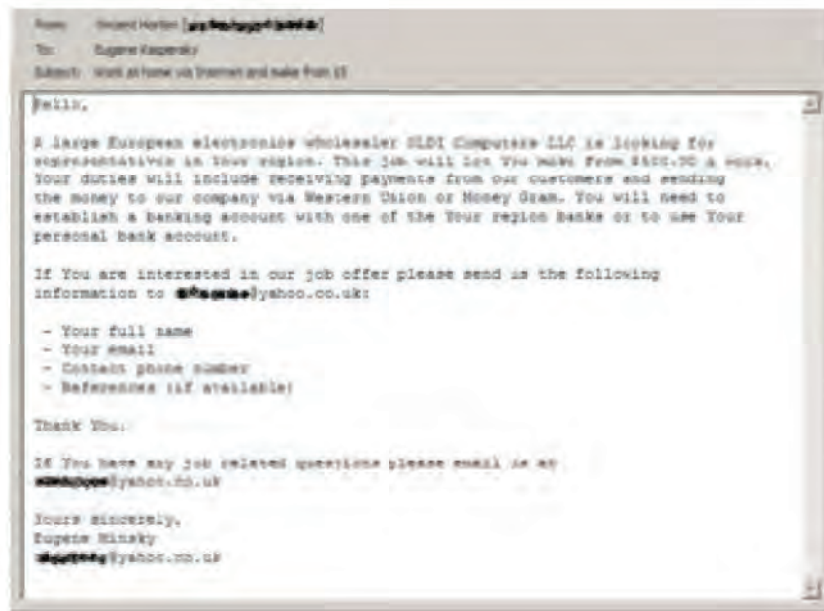 From: Vincent Horton
To: Eugene Kaspersky
Subject: Work at home via Internet and make from
Hello,
A large European electronics wholesaler OLDI Computers LLC is looking for
representatives in Your region. This job will let You make From a week.
Your duties will include receiving payments from our customers and sending
the money to our company via Western Union or Money Gram. You will need to
establish a banking account with one of the Your region banks or to use Your
personal bank account.
If You are interested in our job offer please send us the following
information to @yahoo.co.uk:
- Your full name
- Your email
- Contact phone number
- References (if available)
Thank You.
If You have any job related questions please email us at
@yahoo.co.uk
Yours sincerely,
Eugene Minsky
@yahoo.co.uk